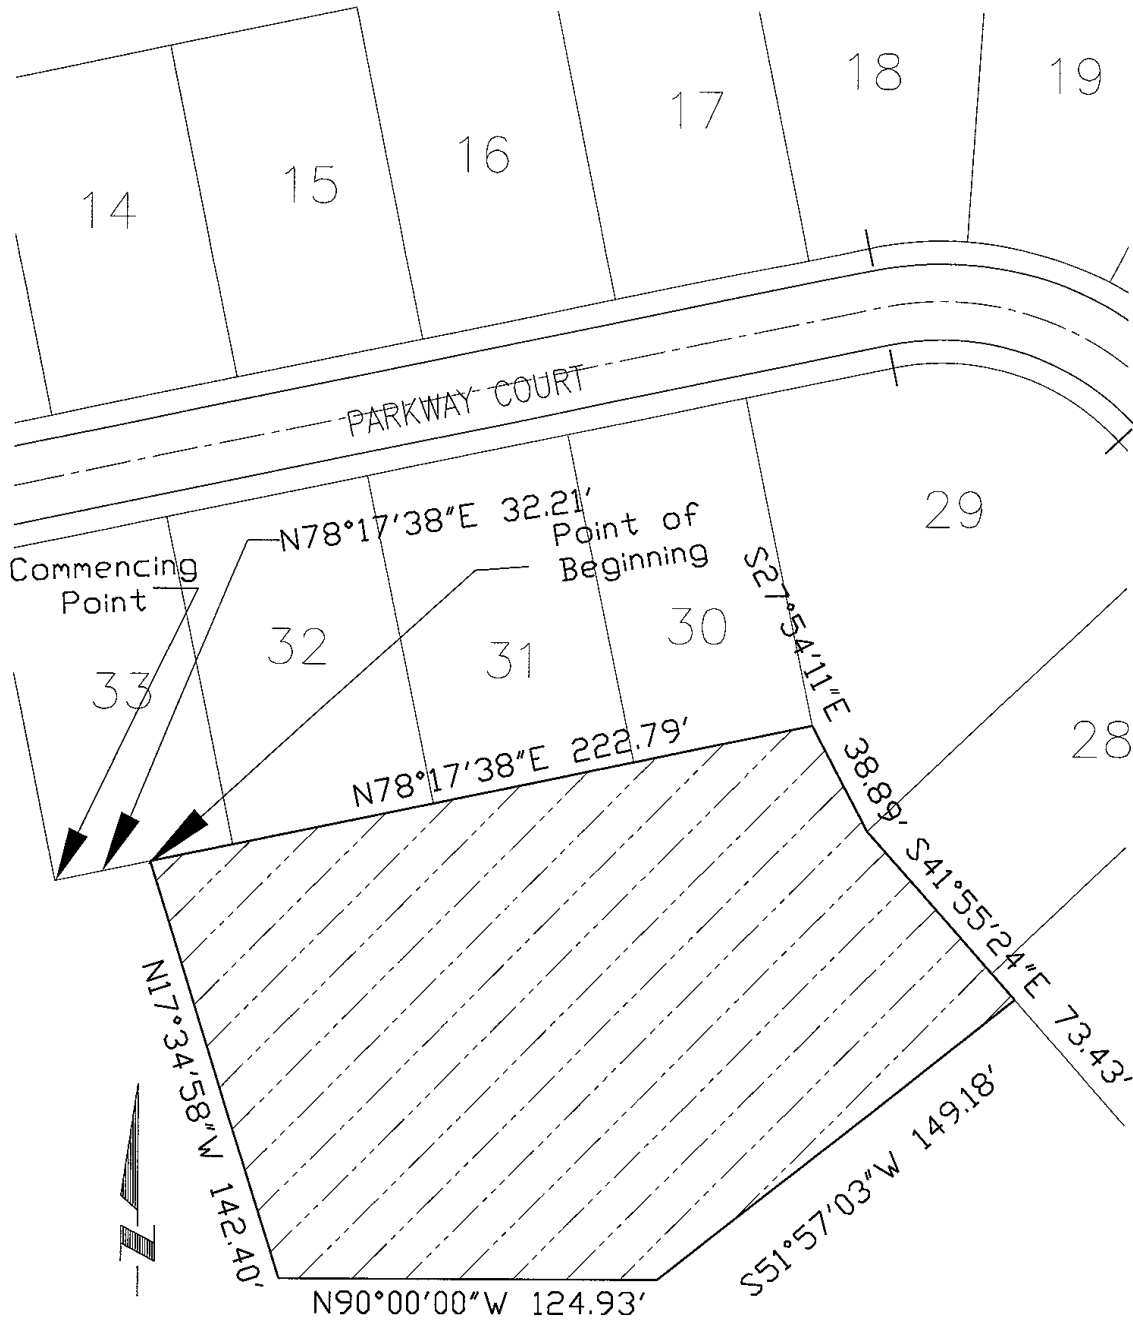 18
19
17
16
15
14
PARKWAY COURT
N78°17'38"E 32.21'
Point of
Beginning
Commencing
Point
29
S27°54'11"E 38.89'
30
31
32
33
28
N78°17'38"E 222.79'
S41°55'24"E 73.43'
N17°34'58"W 142.40'
S51°57'03"W 149.18'
N
N90°00'00"W 124.93'